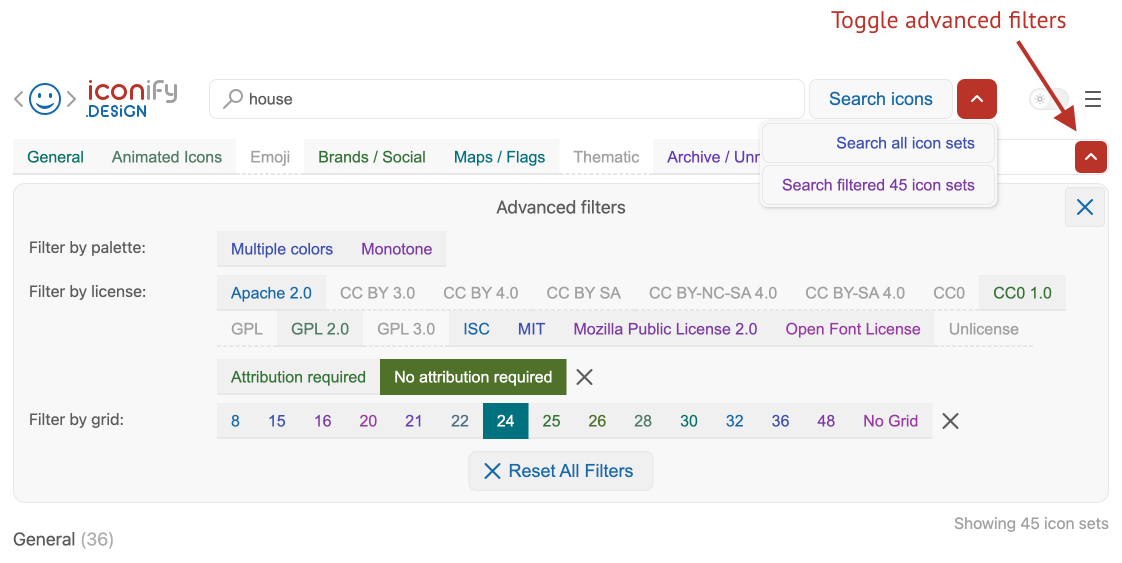 Toggle advanced filters
iconify
.DESiGN
house
Search icons
Search all icon sets
Search filtered 45 icon sets
General Animated Icons Emoji Brands / Social Maps / Flags Thematic Archive /
Advanced filters
Filter by palette: Multiple colors Monotone
Filter by license: Apache 2.0 CC BY 3.0 CC BY 4.0 CC BY SA CC BY-NC-SA 4.0 CC BY-SA 4.0 CC0 CC0 1.0
GPL GPL 2.0 GPL 3.0 ISC MIT Mozilla Public License 2.0 Open Font License Unlicense
Attribution required No attribution required
Filter by grid: 8 15 16 20 21 22 24 25 26 28 30 32 36 48 No Grid
Reset All Filters
Showing 45 icon sets
General (36)